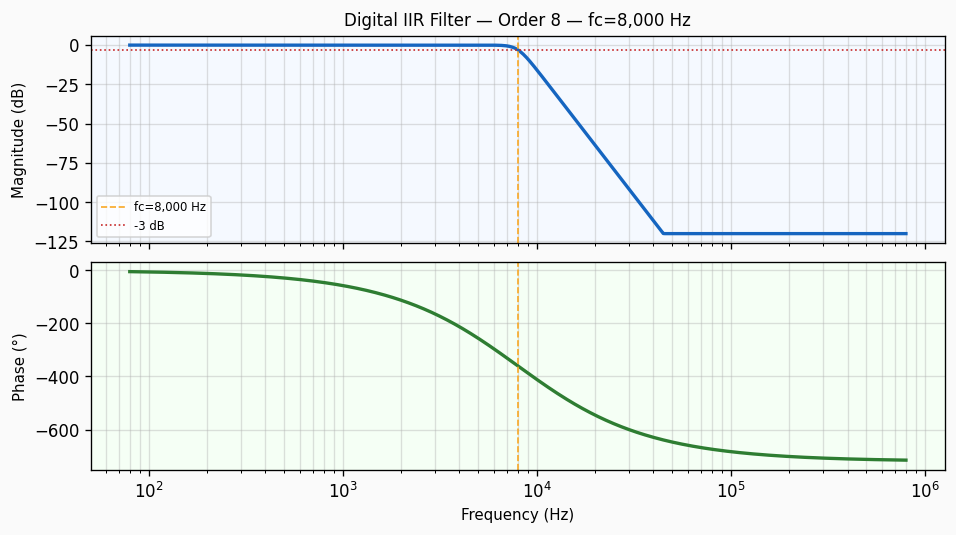 Digital IIR Filter — Order 8 — fc=8,000 Hz
Magnitude (dB)
0
−25
−50
−75
−100
−125
fc=8,000 Hz
-3 dB
Phase (°)
0
−200
−400
−600
10² 10³ 10⁴ 10⁵ 10⁶
Frequency (Hz)